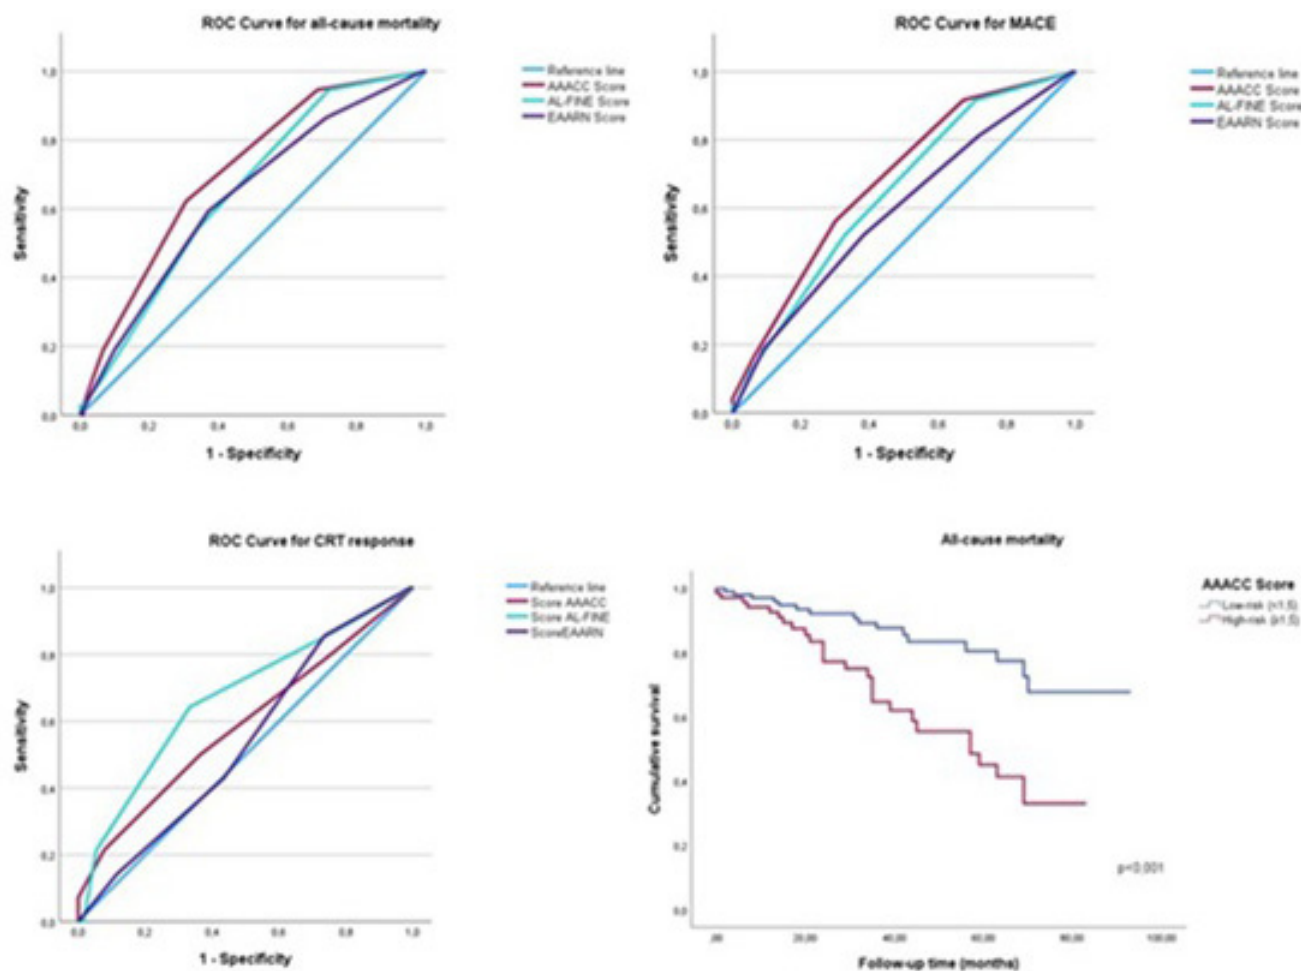 ROC Curve for all-cause mortality
Reference line
AAACC Score
AL-FINE Score
EAARN Score
1,0
0,8
0,6
0,4
0,2
0,0
Sensitivity
0,0 0,2 0,4 0,6 0,8 1,0
1 - Specificity
ROC Curve for MACE
Reference line
AAACC Score
AL-FINE Score
EAARN Score
1,0
0,8
0,6
0,4
0,2
0,0
Sensitivity
0,0 0,2 0,4 0,6 0,8 1,0
1 - Specificity
ROC Curve for CRT response
Reference line
Score AAACC
Score AL-FINE
ScoreEAARN
1,0
0,8
0,6
0,4
0,2
0,0
Sensitivity
0,0 0,2 0,4 0,6 0,8 1,0
1 - Specificity
All-cause mortality
AAACC Score
Low-risk (<1,5)
High-risk (≥1,5)
1,0
0,8
0,6
0,4
0,2
0,0
Cumulative survival
p<0,001
,00 20,00 40,00 60,00 80,00 100,00
Follow-up time (months)